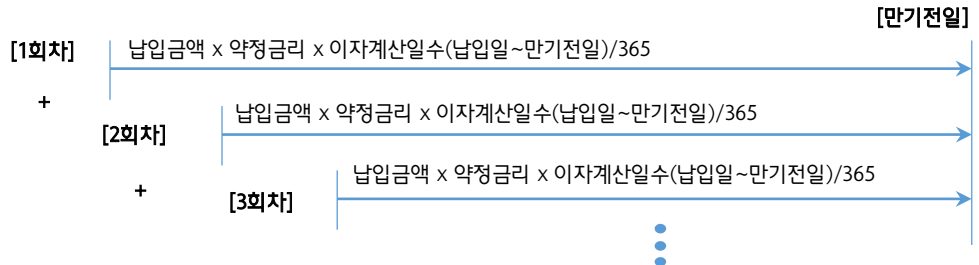 [만기전일]
[1회차] 납입금액 x 약정금리 x 이자계산일수(납입일~만기전일)/365
+
납입금액 x 약정금리 x 이자계산일수(납입일~만기전일)/365
[2회차]
납입금액 x 약정금리 x 이자계산일수(납입일~만기전일)/365
+
[3회차]